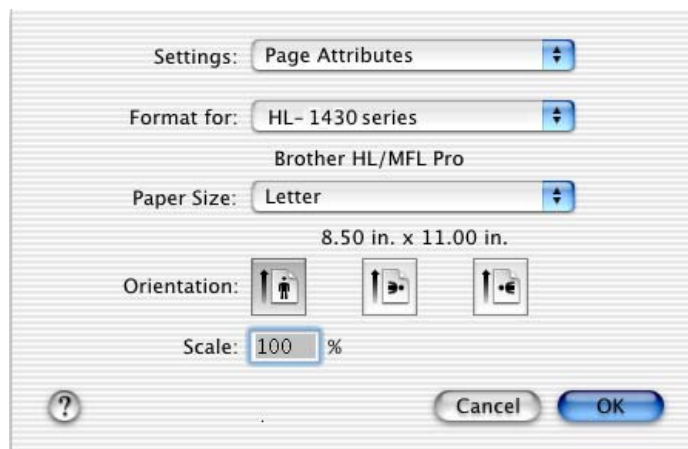 Settings: Page Attributes
Format for: HL- 1430 series
Brother HL/MFL Pro
Paper Size: Letter
8.50 in. x 11.00 in.
Orientation:
Scale: 100 %
? Cancel OK